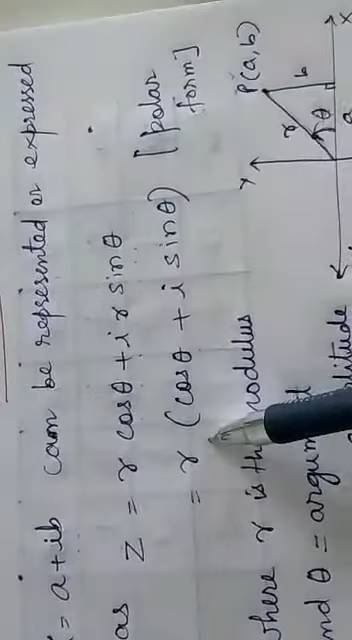 = a+ib can be represented or expressed
as Z = r cosθ + i r sinθ
= r (cosθ + i sinθ) [polar form]
where r is the modulus
and θ = argument
Y
X
P(a,b)
r
b
θ
a